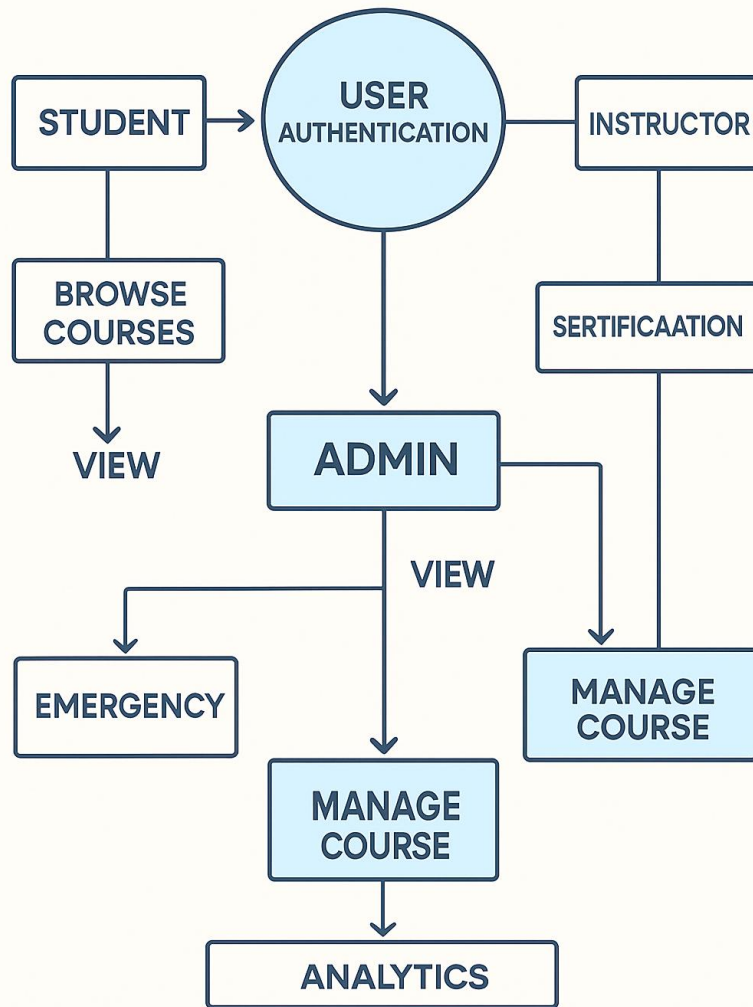 STUDENT
USER
AUTHENTICATION
INSTRUCTOR
BROWSE
COURSES
SERTIFICAATION
VIEW
ADMIN
VIEW
EMERGENCY
MANAGE
COURSE
MANAGE
COURSE
ANALYTICS